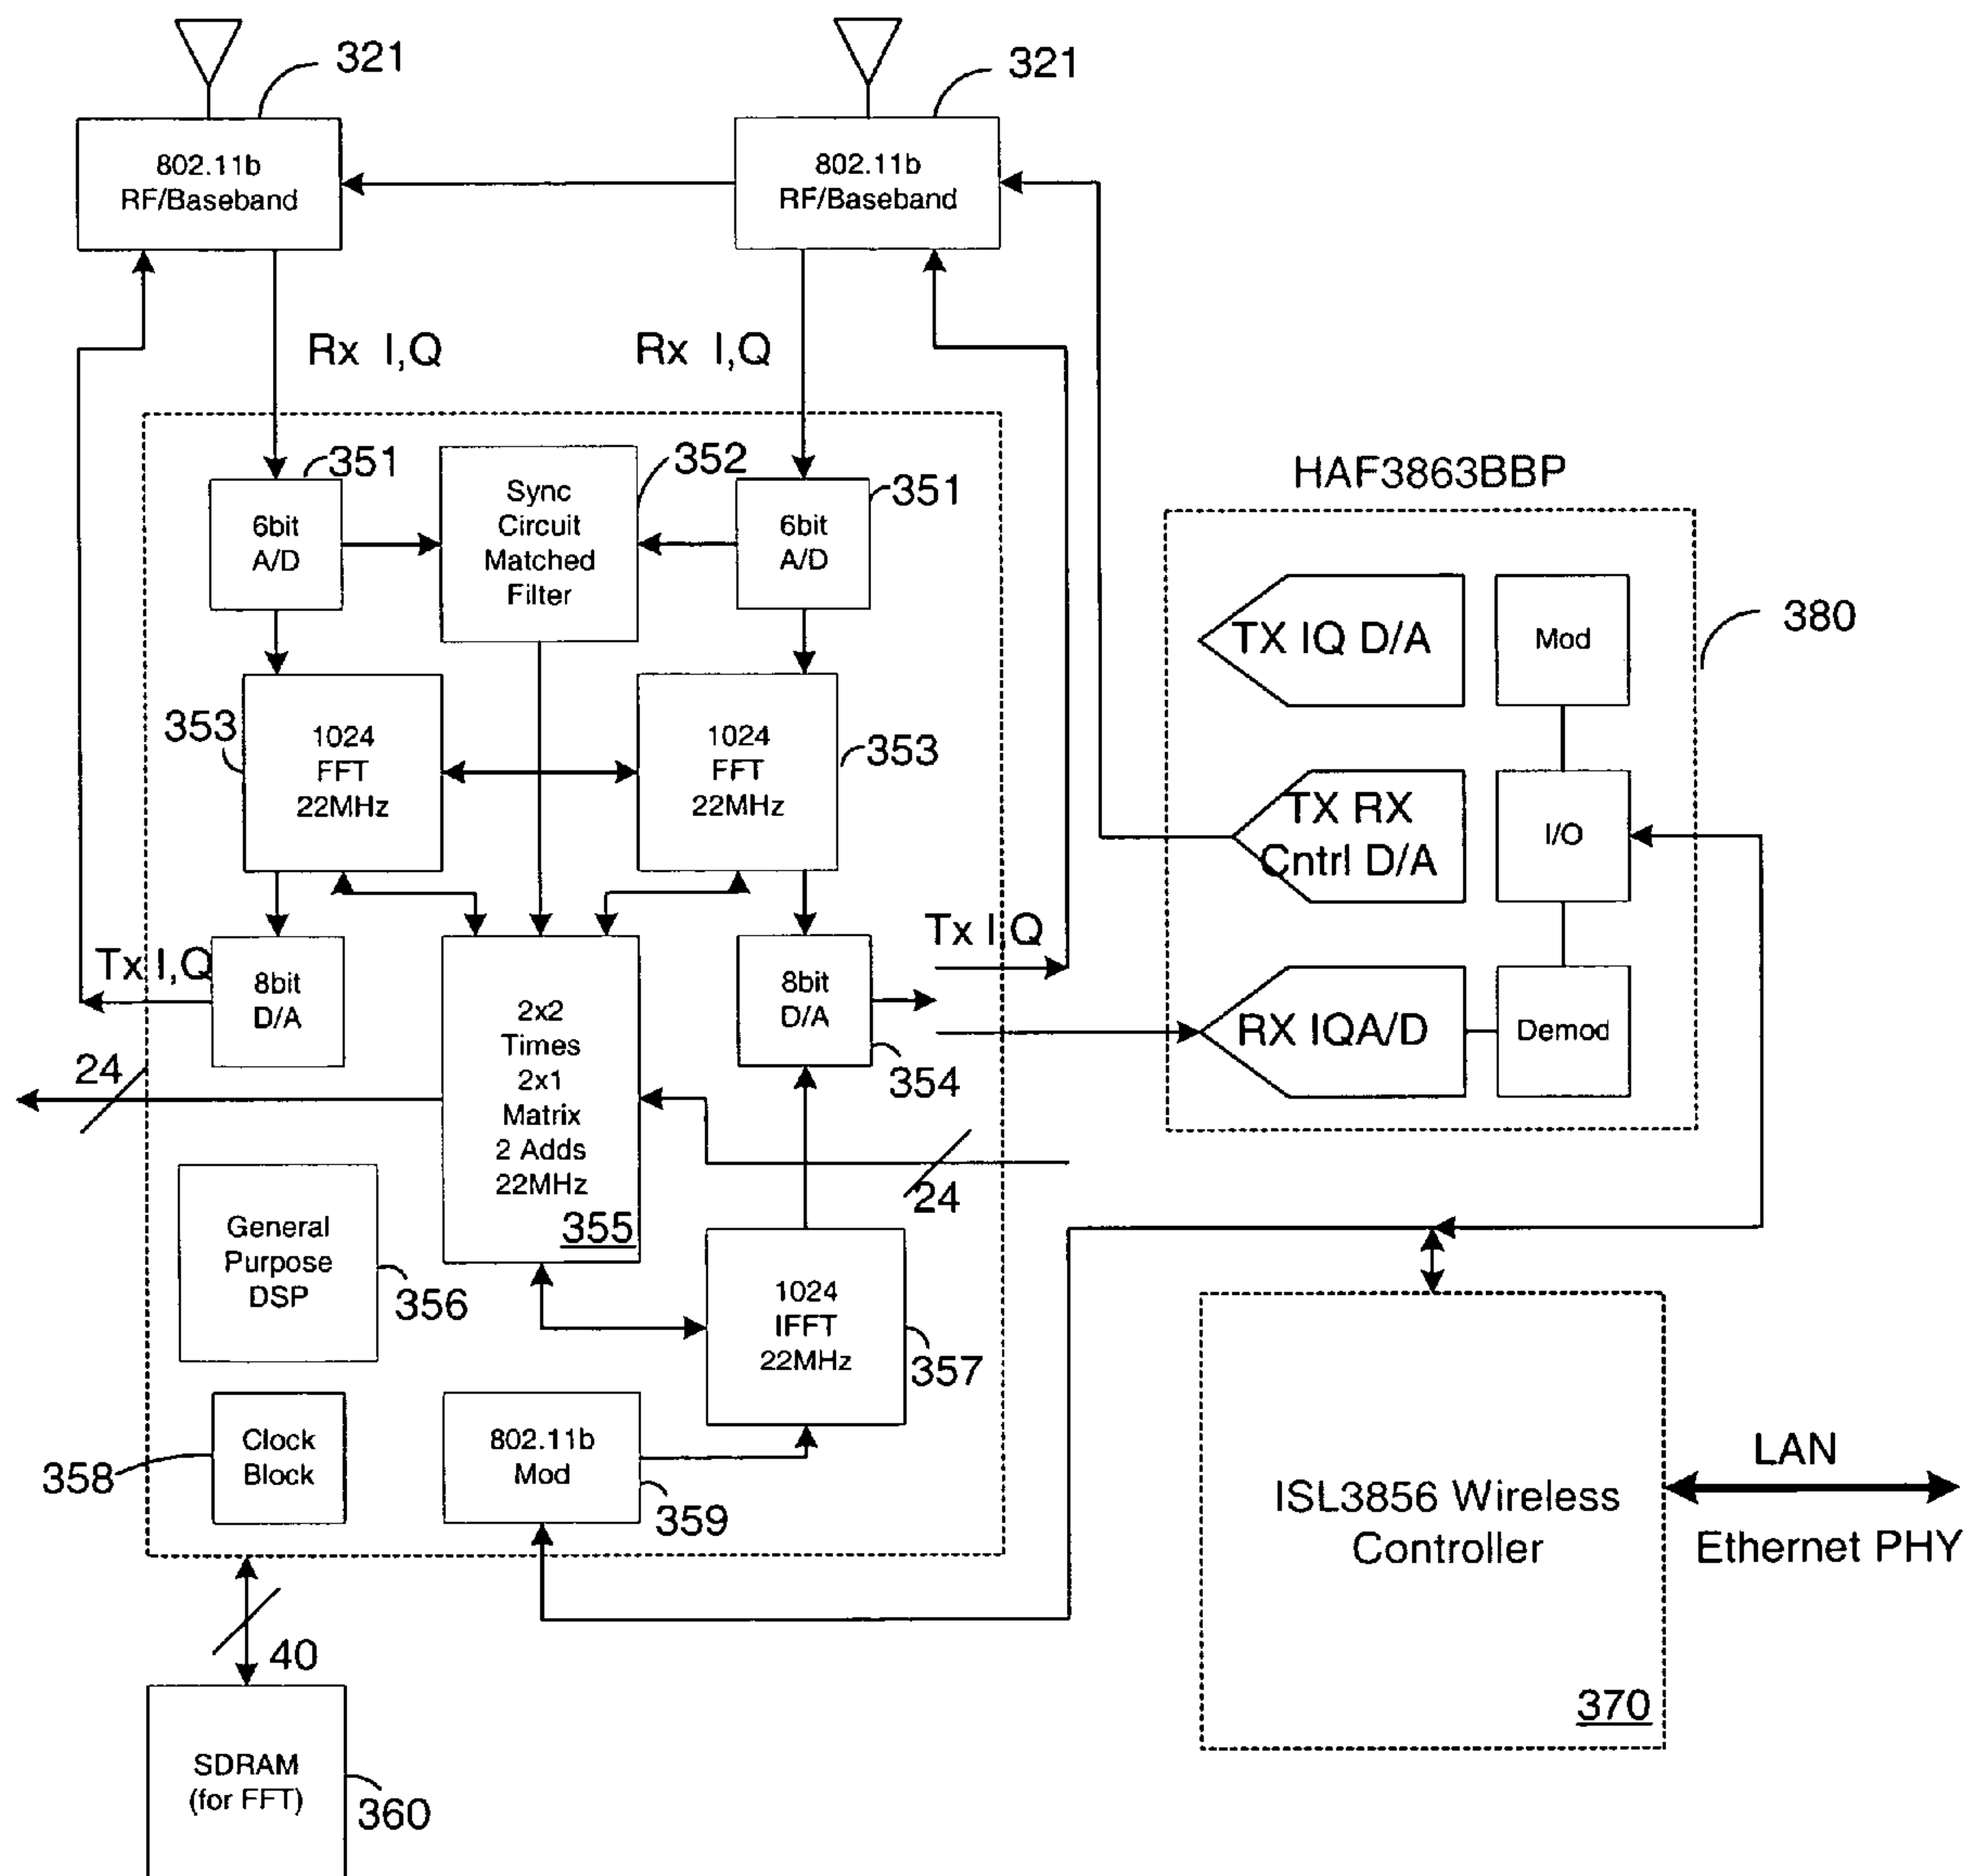 321
321
802.11b
RF/Baseband
802.11b
RF/Baseband
Rx I,Q
Rx I,Q
351
352
351
6bit
A/D
Sync
Circuit
Matched
Filter
6bit
A/D
HAF3863BBP
380
TX IQ D/A
Mod
353
1024
FFT
22MHz
1024
FFT
22MHz
353
TX RX
Cntrl D/A
I/O
Tx I,Q
8bit
D/A
2x2
Times
2x1
Matrix
2 Adds
22MHz
355
8bit
D/A
354
Tx I,Q
RX IQA/D
Demod
24
24
General
Purpose
DSP
356
1024
IFFT
22MHz
357
358
Clock
Block
802.11b
Mod
359
ISL3856 Wireless
Controller
370
LAN
Ethernet PHY
40
SDRAM
(for FFT)
360